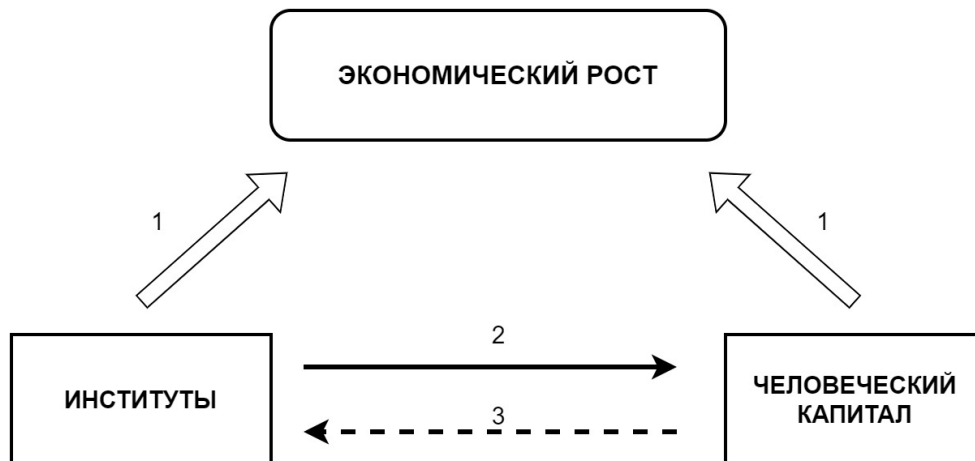 ЭКОНОМИЧЕСКИЙ РОСТ
1
1
2
ИНСТИТУТЫ
ЧЕЛОВЕЧЕСКИЙ
КАПИТАЛ
3